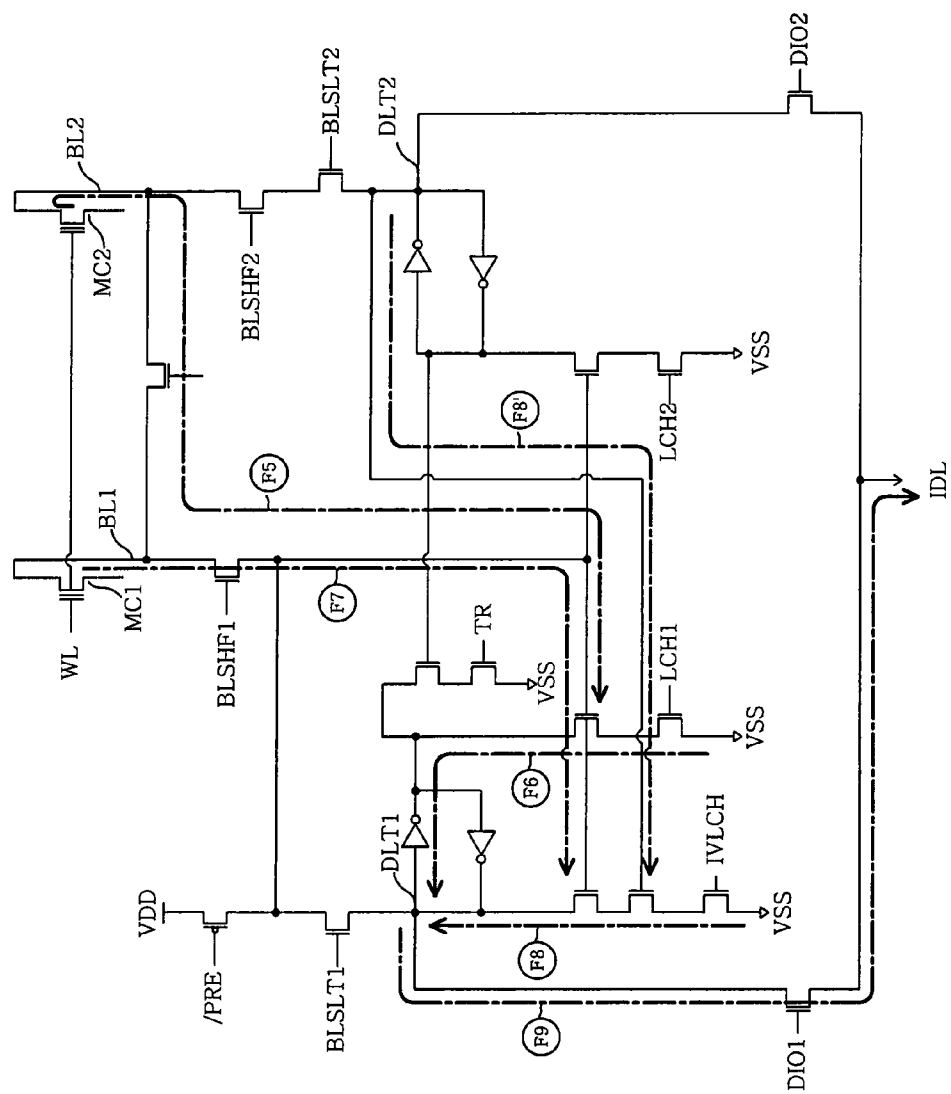 BL2
BLSLT2
DLT2
DIO2
MC2
BLSHF2
VSS
LCH2
F8'
F5
BL1
IDL
MC1
F7
WL
BLSHF1
TR
VSS
LCH1
VSS
F6
DLT1
IVLCH
VDD
VSS
F8
/PRE
BLSLT1
F9
DIO1